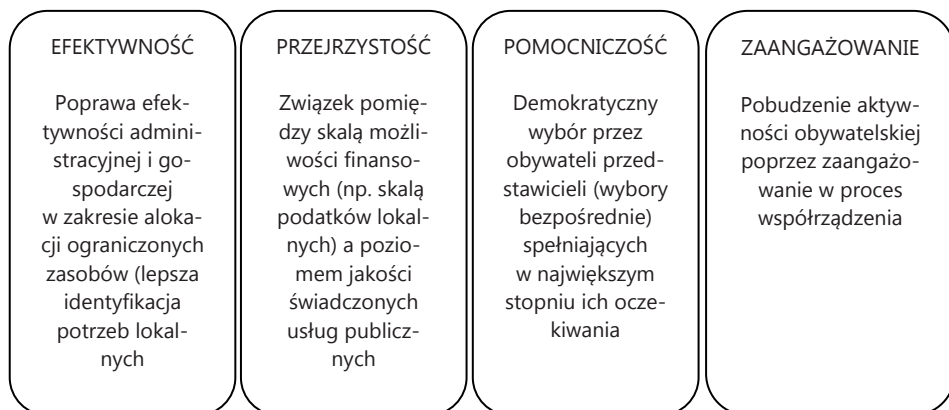 EFEKTYWNOŚĆ
Poprawa efek-
tywności admini-
stracyjnej i go-
spodarczej
w zakresie aloka-
cji ograniczonych
zasobów (lepsza
identyfikacja
potrzeb lokal-
nych
PRZEJRZYSTOŚĆ
Związek pomię-
dzy skalą możli-
wości finanso-
wych (np. skalą
podatków lokal-
nych) a pozio-
mem jakości
świadczonych
usług publicz-
nych
POMOCNICZOŚĆ
Demokratyczny
wybór przez
obywateli przed-
stawicieli (wybory
bezpośrednie)
spełniających
w największym
stopniu ich ocze-
kiwania
ZAANGAŻOWANIE
Pobudzenie aktyw-
ności obywatelskiej
poprzez zaangażo-
wanie w proces
współrządzenia